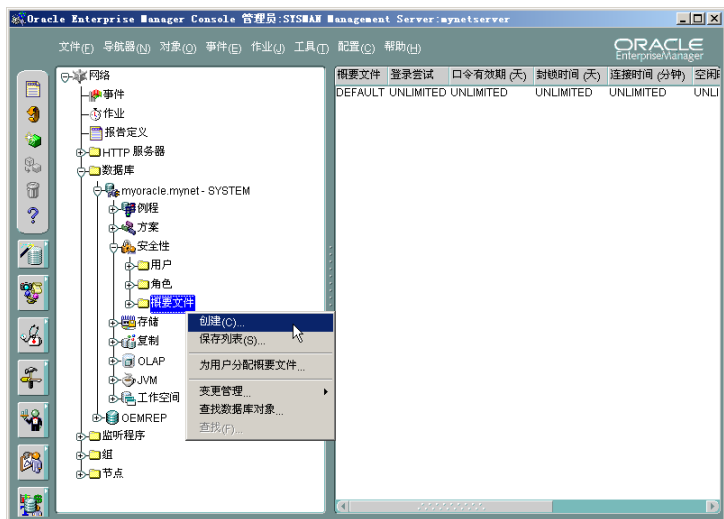 Oracle Enterprise Manager Console 管理员:SYSMAN Management Server:mynetserver
文件(F) 导航器(N) 对象(O) 事件(E) 作业(J) 工具(T) 配置(C) 帮助(H)
ORACLE
EnterpriseManager
网络
事件
作业
报告定义
HTTP 服务器
数据库
myoracle.mynet - SYSTEM
例程
方案
安全性
用户
角色
概要文件
存储
复制
OLAP
JVM
工作空间
OEMREP
监听程序
组
节点
创建(C)...
保存列表(S)...
为用户分配概要文件...
变更管理...
查找数据库对象...
查找(F)...
概要文件 登录尝试 口令有效期 (天) 封锁时间 (天) 连接时间 (分钟) 空闲
DEFAULT UNLIMITED UNLIMITED UNLIMITED UNLIMITED UNLI